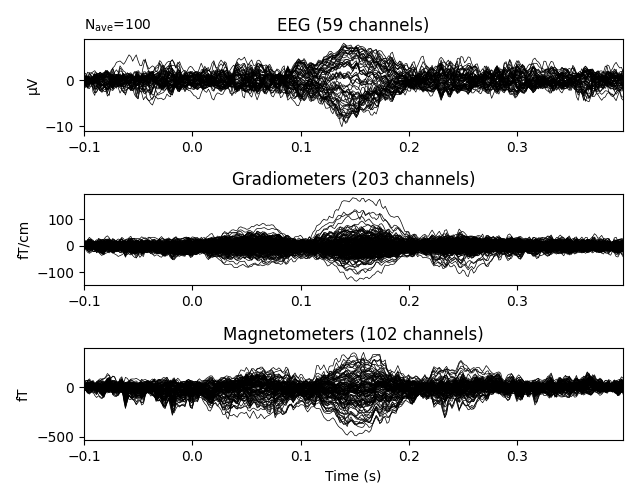 N_ave=100
EEG (59 channels)
µV
0
−10
−0.1 0.0 0.1 0.2 0.3
Gradiometers (203 channels)
fT/cm
100
0
−100
−0.1 0.0 0.1 0.2 0.3
Magnetometers (102 channels)
fT
0
−500
−0.1 0.0 0.1 0.2 0.3
Time (s)